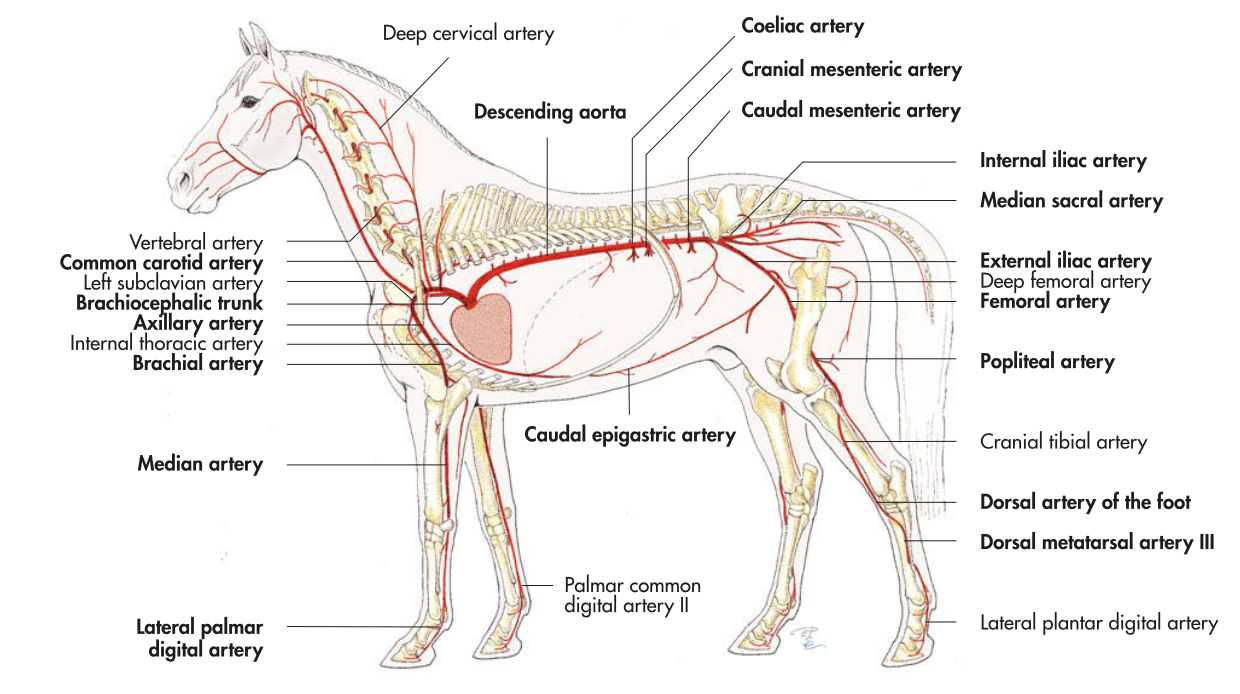 Deep cervical artery
Coeliac artery
Cranial mesenteric artery
Descending aorta
Caudal mesenteric artery
Internal iliac artery
Median sacral artery
Vertebral artery
Common carotid artery
Left subclavian artery
Brachiocephalic trunk
Axillary artery
Internal thoracic artery
Brachial artery
External iliac artery
Deep femoral artery
Femoral artery
Popliteal artery
Caudal epigastric artery
Cranial tibial artery
Median artery
Dorsal artery of the foot
Dorsal metatarsal artery III
Palmar common
digital artery II
Lateral palmar
digital artery
Lateral plantar digital artery